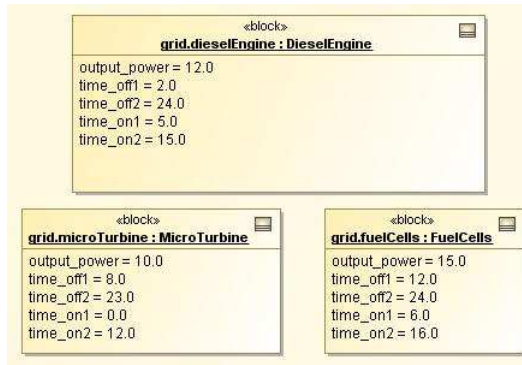 «block»
grid.dieselEngine : DieselEngine
output_power = 12.0
time_off1 = 2.0
time_off2 = 24.0
time_on1 = 5.0
time_on2 = 15.0
«block»
grid.microTurbine : MicroTurbine
output_power = 10.0
time_off1 = 8.0
time_off2 = 23.0
time_on1 = 0.0
time_on2 = 12.0
«block»
grid.fuelCells : FuelCells
output_power = 15.0
time_off1 = 12.0
time_off2 = 24.0
time_on1 = 6.0
time_on2 = 16.0